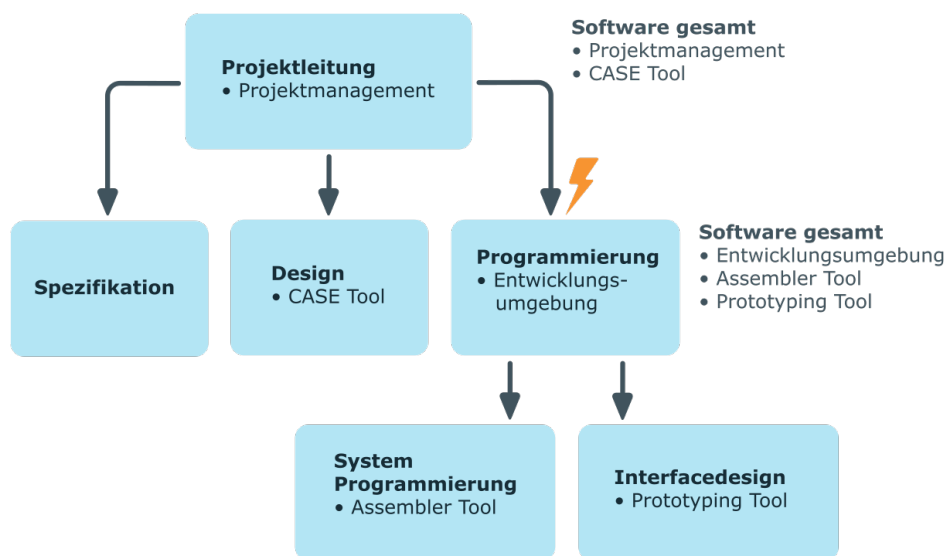 Projektleitung
• Projektmanagement
Software gesamt
• Projektmanagement
• CASE Tool
Spezifikation
Design
• CASE Tool
Programmierung
• Entwicklungs-
umgebung
Software gesamt
• Entwicklungsumgebung
• Assembler Tool
• Prototyping Tool
System
Programmierung
• Assembler Tool
Interfacedesign
• Prototyping Tool